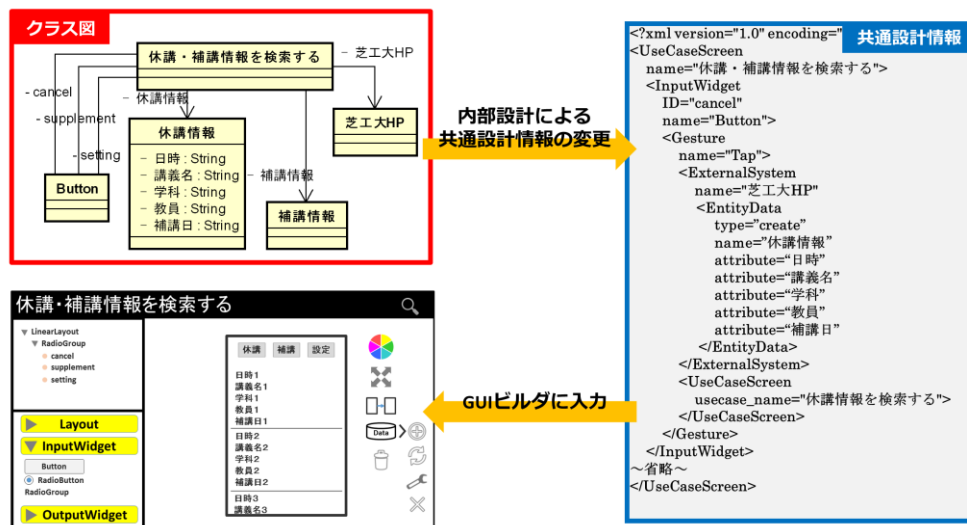 クラス図
休講・補講情報を検索する
－ 芝工大HP
- cancel
－ 休講情報
- supplement
- setting
休講情報
－ 日時 : String
－ 講義名 : String
－ 学科 : String
－ 教員 : String
－ 補講日 : String
－ 補講情報
芝工大HP
Button
補講情報
内部設計による
共通設計情報の変更
共通設計情報
<?xml version="1.0" encoding="
<UseCaseScreen
name="休講・補講情報を検索する">
<InputWidget
ID="cancel"
name="Button">
<Gesture
name="Tap">
<ExternalSystem
name="芝工大HP"
<EntityData
type="create"
name="休講情報”
attribute=“日時”
attribute=“講義名”
attribute=“学科”
attribute=“教員”
attribute=“補講日”
</EntityData>
</ExternalSystem>
<UseCaseScreen
usecase_name="休講情報を検索する">
</UseCaseScreen>
</Gesture>
</InputWidget>
～省略～
</UseCaseScreen>
GUIビルダに入力
休講・補講情報を検索する
LinearLayout
RadioGroup
cancel
supplement
setting
Layout
InputWidget
Button
RadioButton
RadioGroup
OutputWidget
休講 補講 設定
日時1
講義名1
学科1
教員1
補講日1
日時2
講義名2
学科2
教員2
補講日2
日時3
講義名3
Data